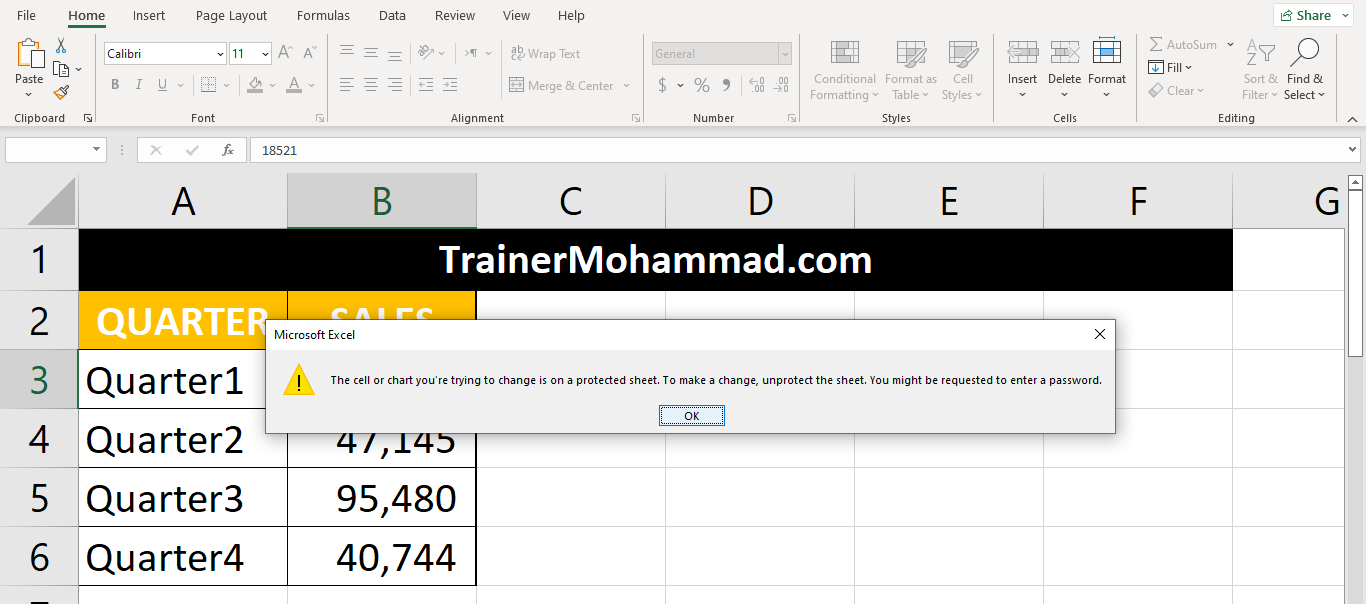 File Home Insert Page Layout Formulas Data Review View Help Share
Calibri 11 ab Wrap Text General AutoSum
Paste B I U Merge & Center $ % Conditional Formatting Format as Table Cell Styles Insert Delete Format Fill Sort & Filter Find & Select
Clear
Clipboard Font Alignment Number Styles Cells Editing
fx 18521
A B C D E F G
1 TrainerMohammad.com
2 QUARTER SALES
Microsoft Excel
The cell or chart you're trying to change is on a protected sheet. To make a change, unprotect the sheet. You might be requested to enter a password.
OK
3 Quarter1
4 Quarter2 47,145
5 Quarter3 95,480
6 Quarter4 40,744